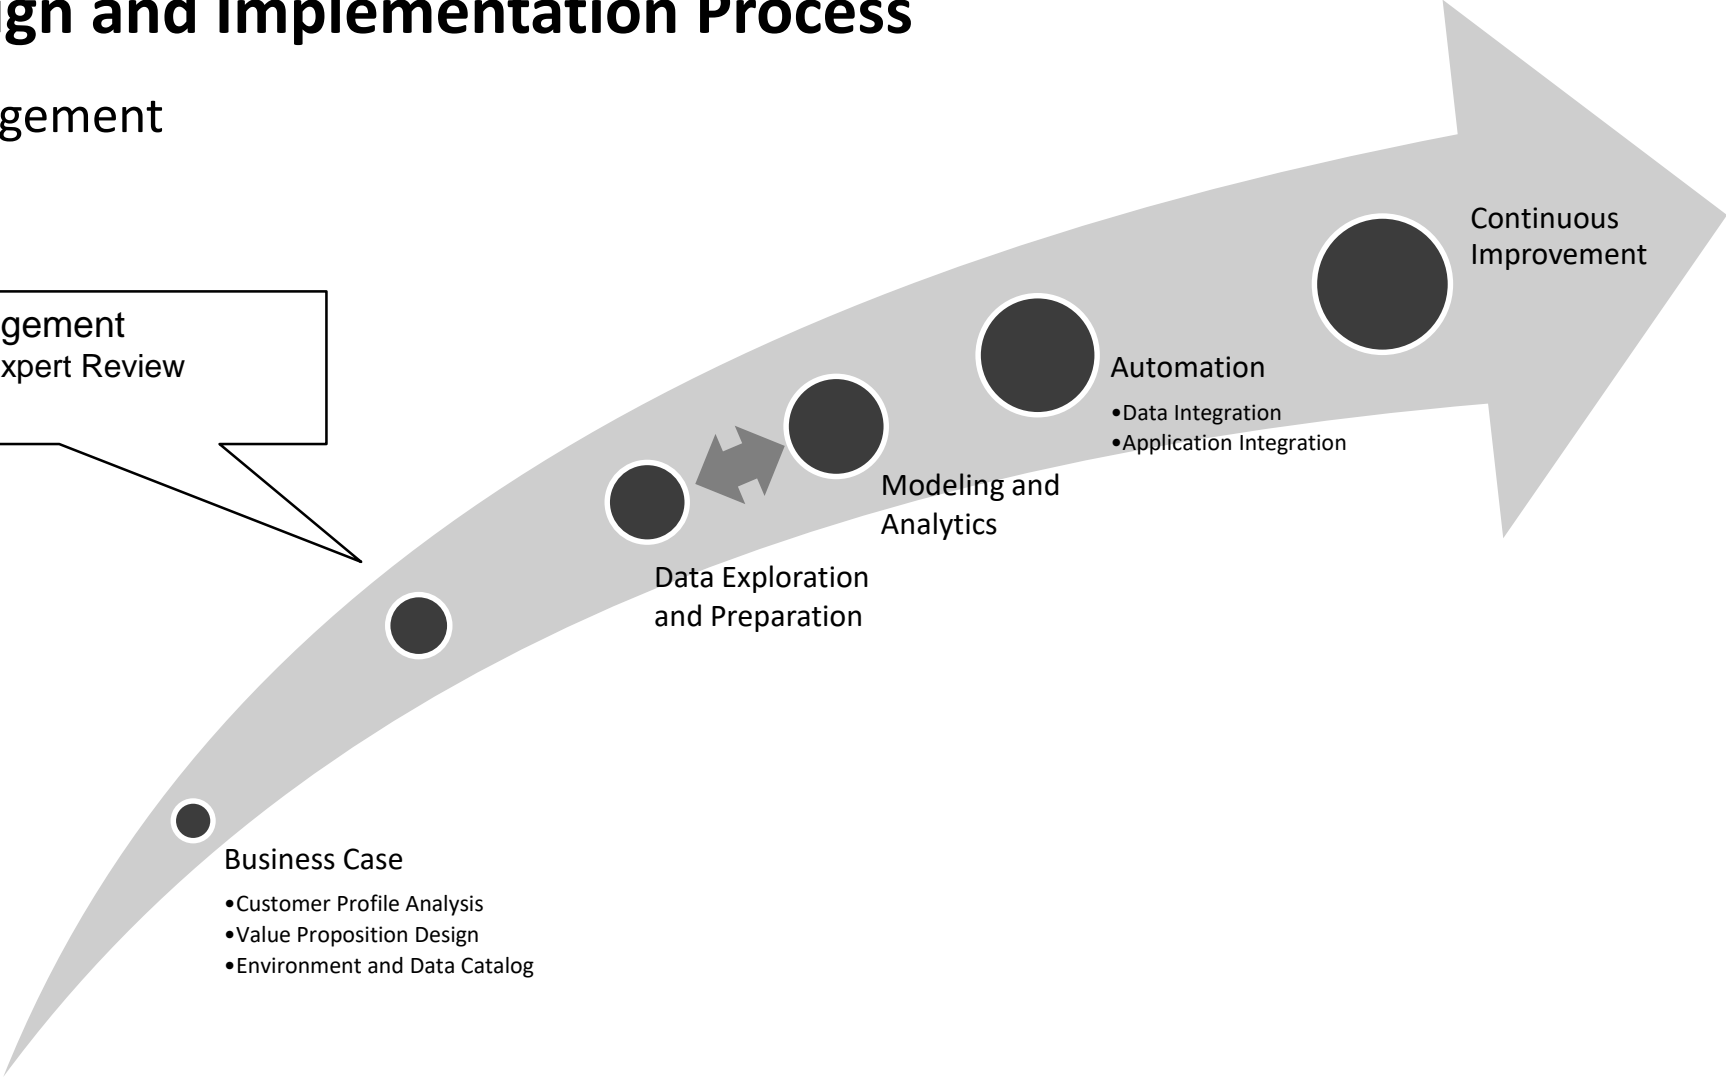 ign and Implementation Process
gement
gement
xpert Review
Continuous
Improvement
Automation
•Data Integration
•Application Integration
Modeling and
Analytics
Data Exploration
and Preparation
Business Case
•Customer Profile Analysis
•Value Proposition Design
•Environment and Data Catalog